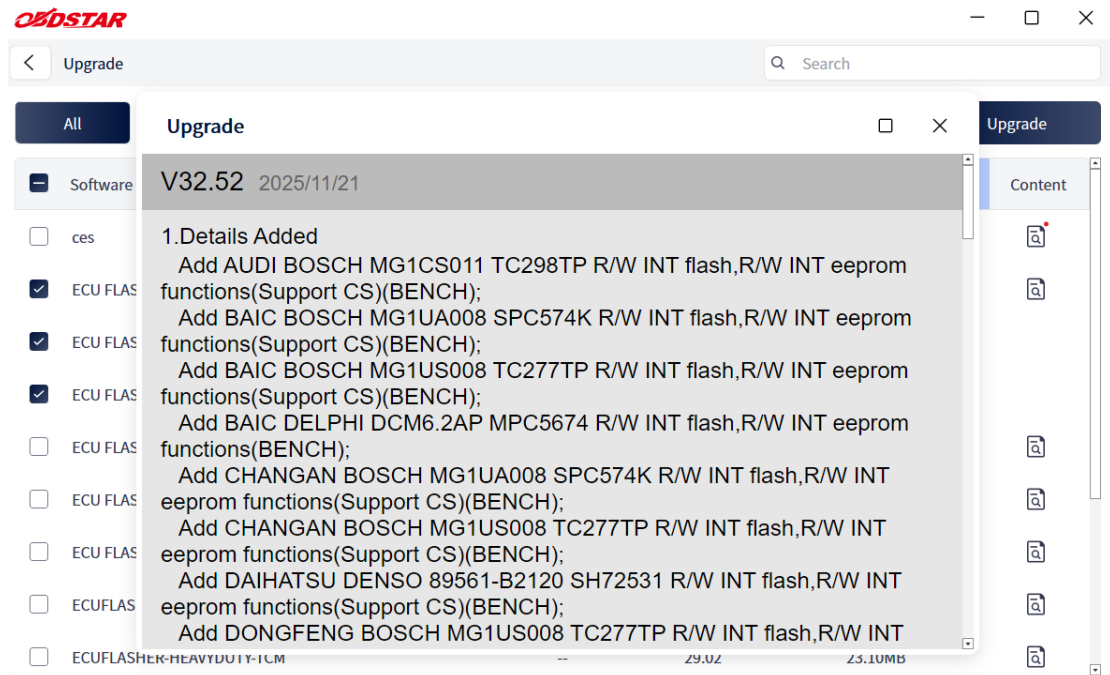 OBDSTAR
Upgrade
Search
All
Upgrade
Upgrade
Software
V32.52 2025/11/21
Content
1.Details Added
ces
Add AUDI BOSCH MG1CS011 TC298TP R/W INT flash,R/W INT eeprom
functions(Support CS)(BENCH);
ECU FLAS
Add BAIC BOSCH MG1UA008 SPC574K R/W INT flash,R/W INT eeprom
functions(Support CS)(BENCH);
ECU FLAS
Add BAIC BOSCH MG1US008 TC277TP R/W INT flash,R/W INT eeprom
functions(Support CS)(BENCH);
ECU FLAS
Add BAIC DELPHI DCM6.2AP MPC5674 R/W INT flash,R/W INT eeprom
functions(BENCH);
ECU FLAS
Add CHANGAN BOSCH MG1UA008 SPC574K R/W INT flash,R/W INT
eeprom functions(Support CS)(BENCH);
ECU FLAS
Add CHANGAN BOSCH MG1US008 TC277TP R/W INT flash,R/W INT
eeprom functions(Support CS)(BENCH);
ECU FLAS
Add DAIHATSU DENSO 89561-B2120 SH72531 R/W INT flash,R/W INT
eeprom functions(Support CS)(BENCH);
ECUFLAS
Add DONGFENG BOSCH MG1US008 TC277TP R/W INT flash,R/W INT
ECUFLASHER-HEAVYDUTY-TCM -- 29.02 23.10MB